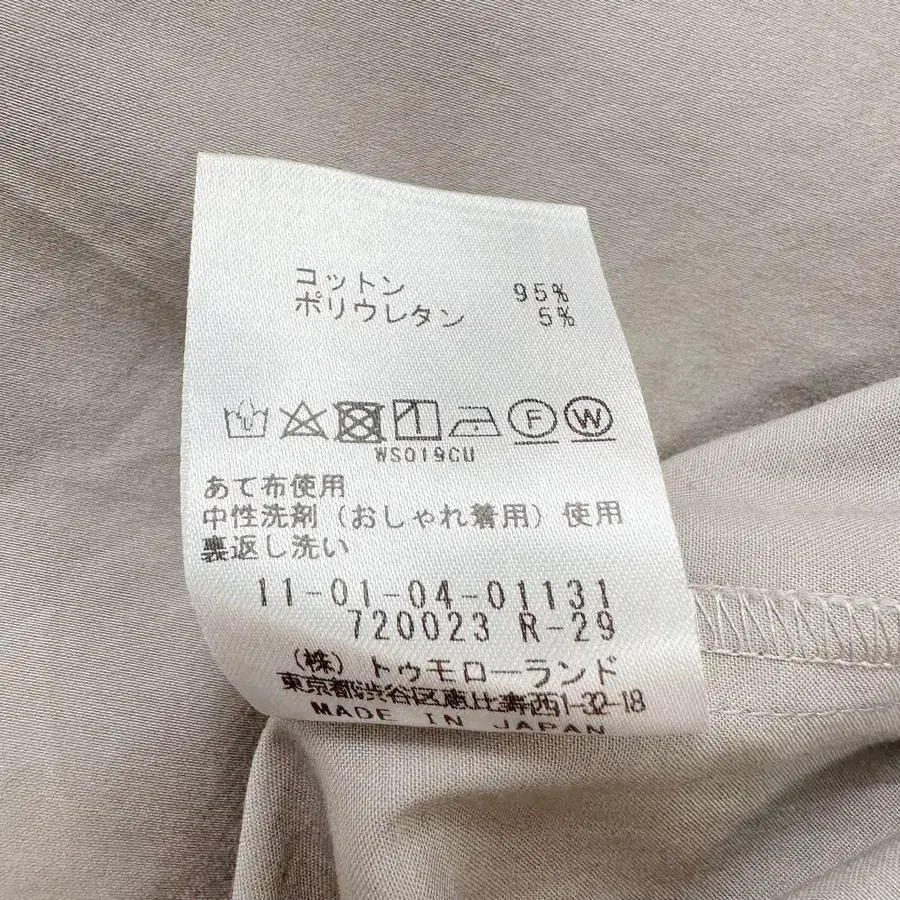 コットン 95%
ポリウレタン 5%
F W
WS019CU
あて布使用
中性洗剤（おしゃれ着用）使用
裏返し洗い
11-01-04-01131
720023 R-29
（株）トゥモローランド
東京都渋谷区恵比寿西1-32-18
MADE IN JAPAN